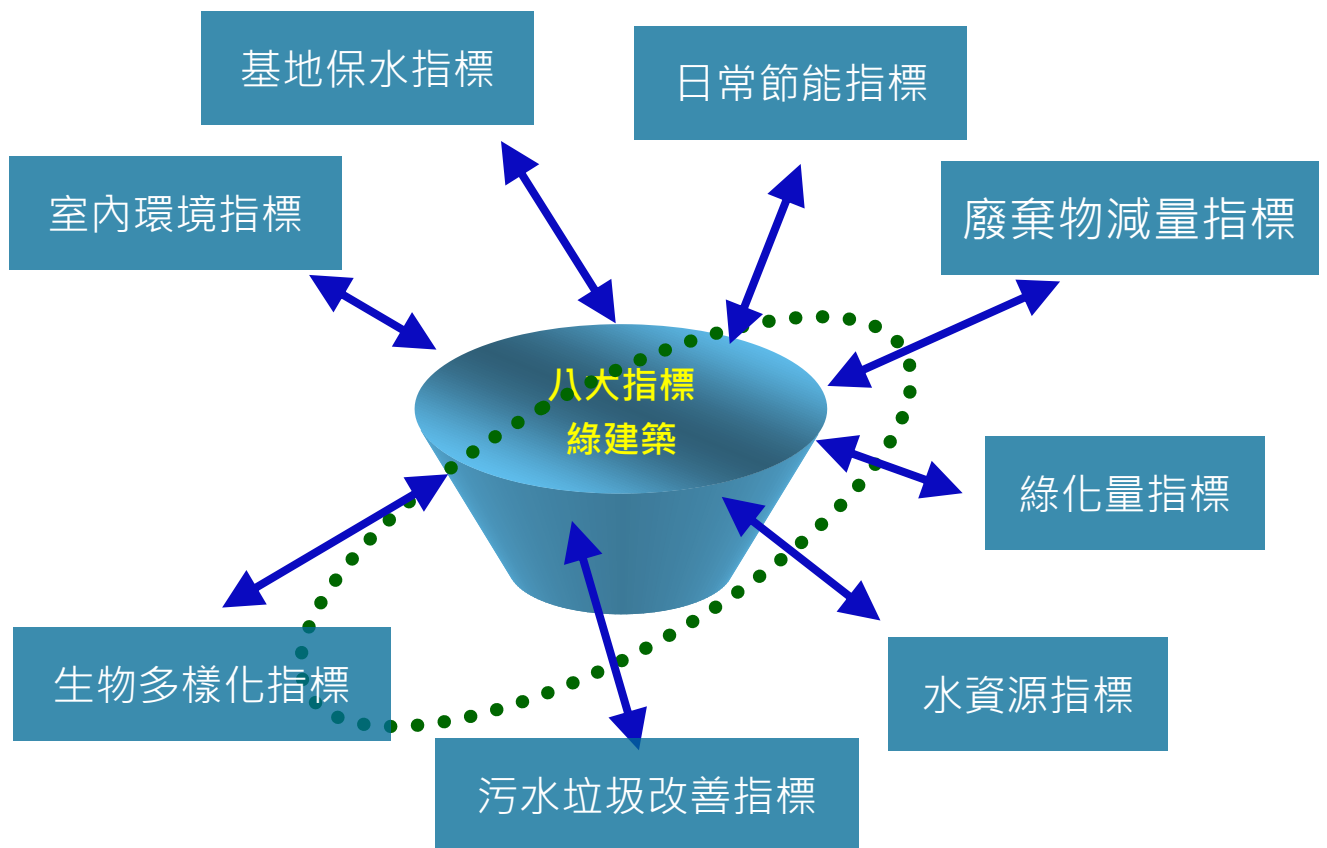 基地保水指標
日常節能指標
室內環境指標
廢棄物減量指標
八大指標
綠建築
綠化量指標
生物多樣化指標
水資源指標
污水垃圾改善指標